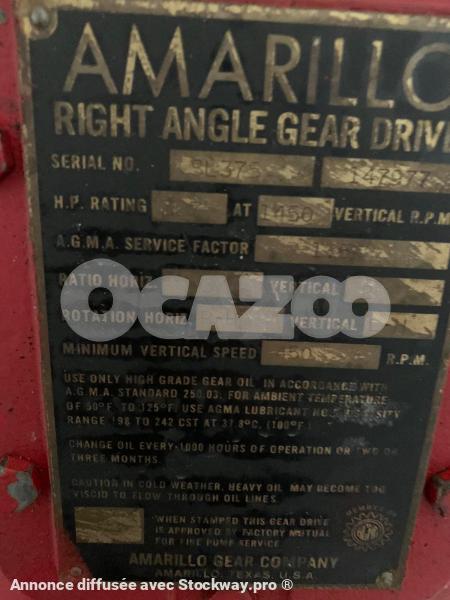 AMARILLO
RIGHT ANGLE GEAR DRIVE
SERIAL NO. SL375 147977
H.P. RATING AT 1450 VERTICAL R.P.M.
A.G.M.A. SERVICE FACTOR
RATIO HORIZ. VERTICAL
OCAZOO
ROTATION HORIZ. VERTICAL
MINIMUM VERTICAL SPEED R.P.M.
USE ONLY HIGH GRADE GEAR OIL IN ACCORDANCE WITH
A.G.M.A. STANDARD 250.03: FOR AMBIENT TEMPERATURE
OF 50°F. TO 125°F. USE AGMA LUBRICANT
RANGE 198 TO 242 CST AT 37.8°C. (100°F.)
CHANGE OIL EVERY 1000 HOURS OF OPERATION OR
THREE MONTHS.
CAUTION IN COLD WEATHER, HEAVY OIL MAY BECOME TOO
VISCID TO FLOW THROUGH OIL LINES.
WHEN STAMPED THIS GEAR DRIVE
IS APPROVED BY FACTORY MUTUAL
FOR FIRE PUMP SERVICE.
AMARILLO GEAR COMPANY
AMARILLO, TEXAS, U.S.A.
Annonce diffusée avec Stockway.pro ®